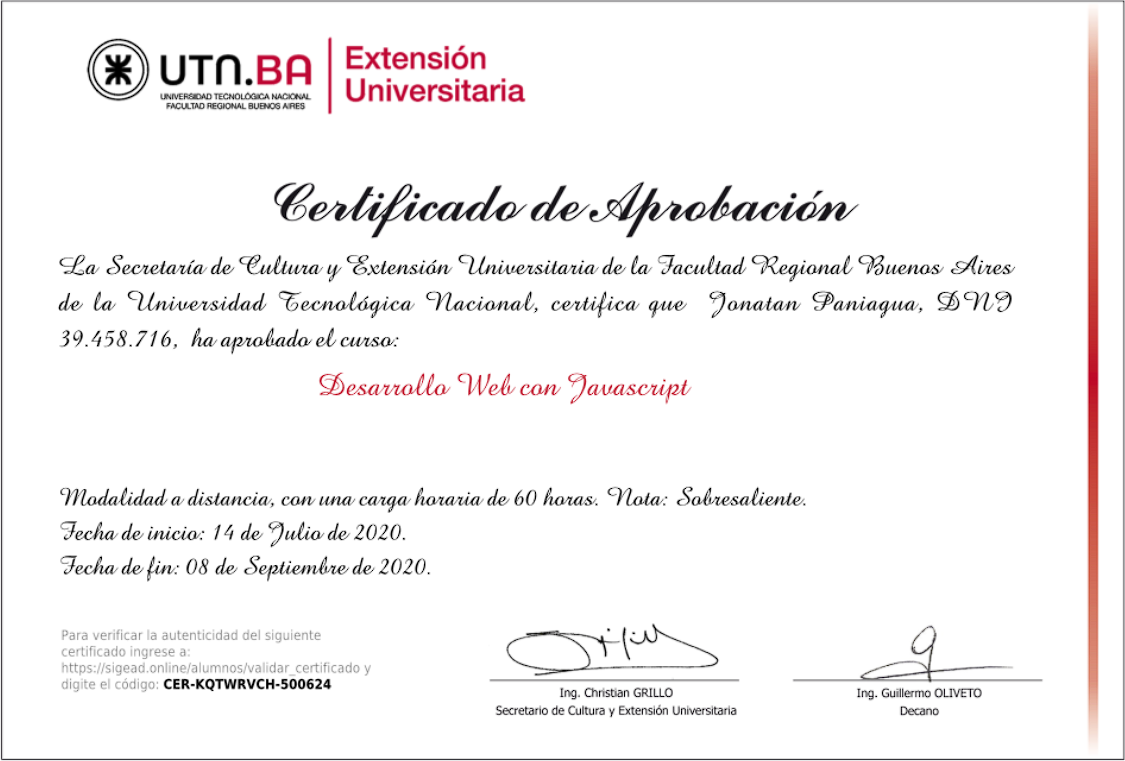 UTN.BA
UNIVERSIDAD TECNOLÓGICA NACIONAL
FACULTAD REGIONAL BUENOS AIRES
Extensión
Universitaria
Certificado de Aprobación
La Secretaría de Cultura y Extensión Universitaria de la Facultad Regional Buenos Aires
de la Universidad Tecnológica Nacional, certifica que Jonatan Paniagua, DNI
39.458.716, ha aprobado el curso:
Desarrollo Web con Javascript
Modalidad a distancia, con una carga horaria de 60 horas. Nota: Sobresaliente.
Fecha de inicio: 14 de Julio de 2020.
Fecha de fin: 08 de Septiembre de 2020.
Para verificar la autenticidad del siguiente
certificado ingrese a:
https://sigead.online/alumnos/validar_certificado y
digite el código: CER-KQTWRVCH-500624
Ing. Christian GRILLO
Secretario de Cultura y Extensión Universitaria
Ing. Guillermo OLIVETO
Decano